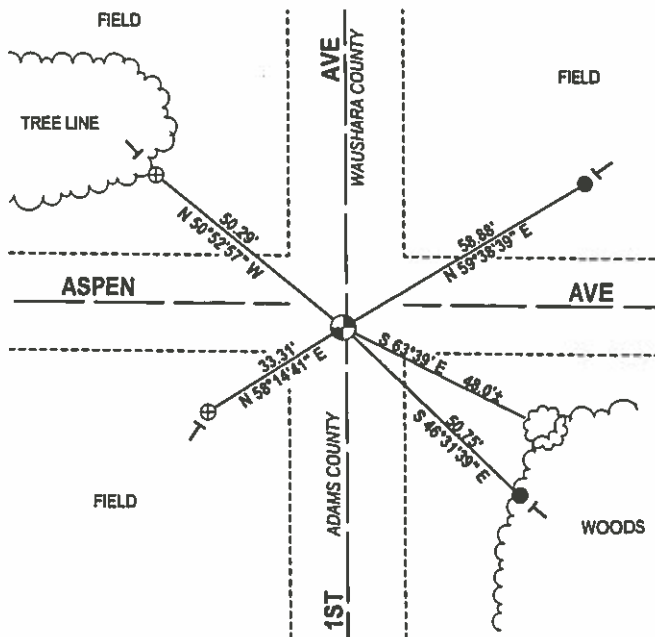 FIELD
AVE
WAUSHARA COUNTY
FIELD
TREE LINE
50.29'
N 50°52'57" W
58.88'
N 59°38'39" E
ASPEN
AVE
S 63°39' E
48.0'±
33.31'
N 58°14'41" E
50.75'
S 46°31'39" E
ADAMS COUNTY
FIELD
WOODS
1ST